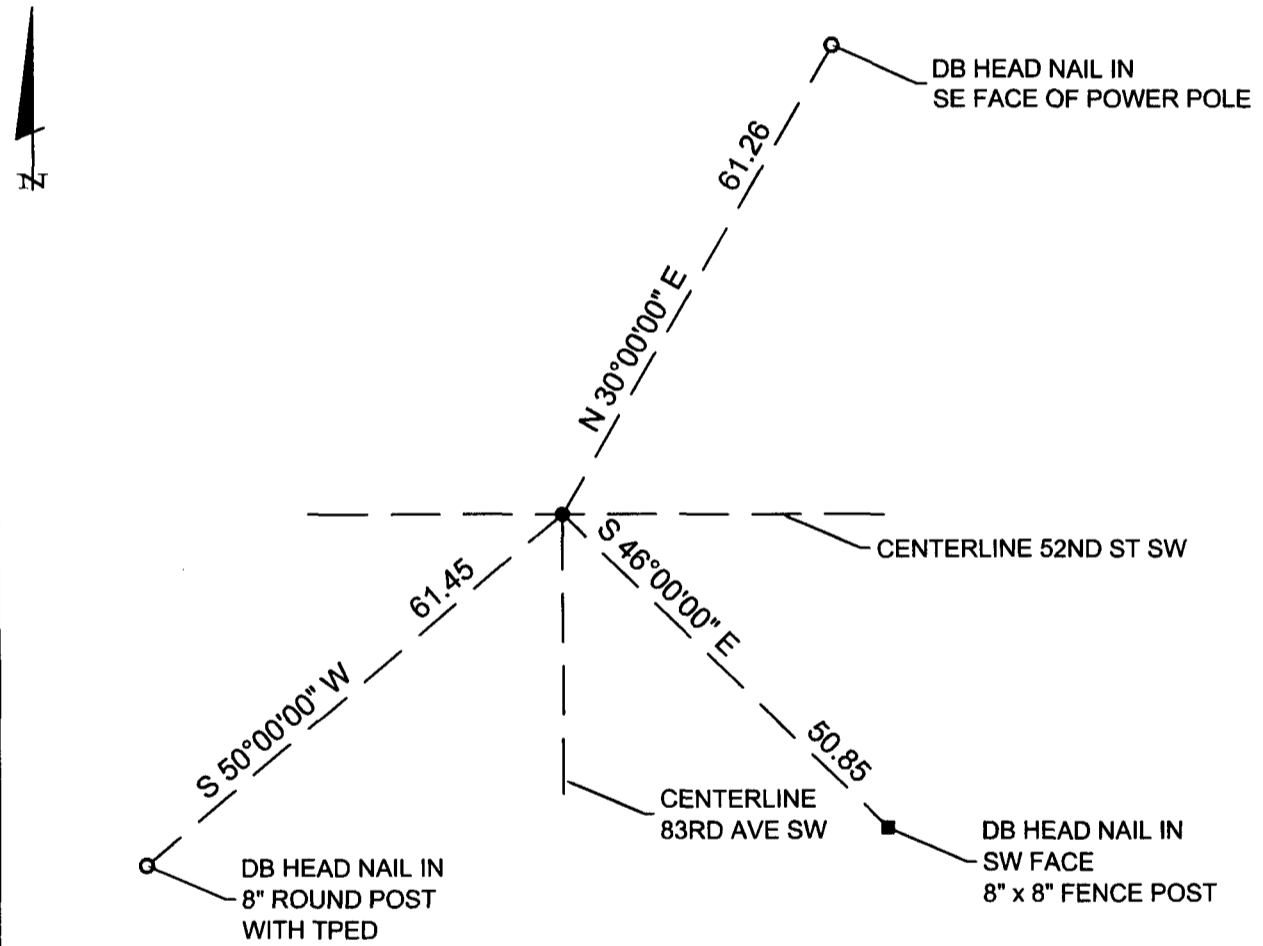 DB HEAD NAIL IN
SE FACE OF POWER POLE
61.26
N
N 30°00'00" E
CENTERLINE 52ND ST SW
S 46°00'00" E
61.45
S 50°00'00" W
50.85
CENTERLINE
83RD AVE SW
DB HEAD NAIL IN
SW FACE
8" x 8" FENCE POST
DB HEAD NAIL IN
8" ROUND POST
WITH TPED